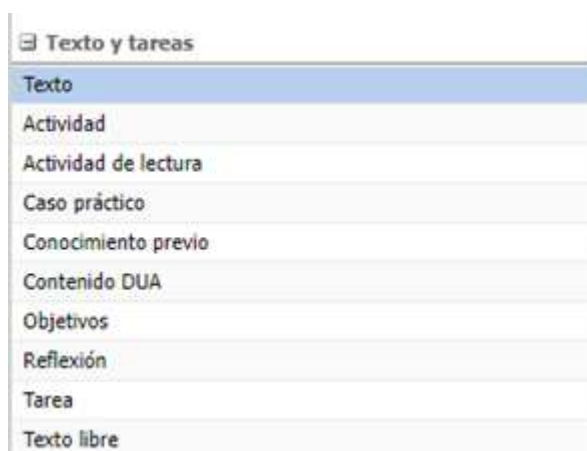 Texto y tareas
Texto
Actividad
Actividad de lectura
Caso práctico
Conocimiento previo
Contenido DUA
Objetivos
Reflexión
Tarea
Texto libre